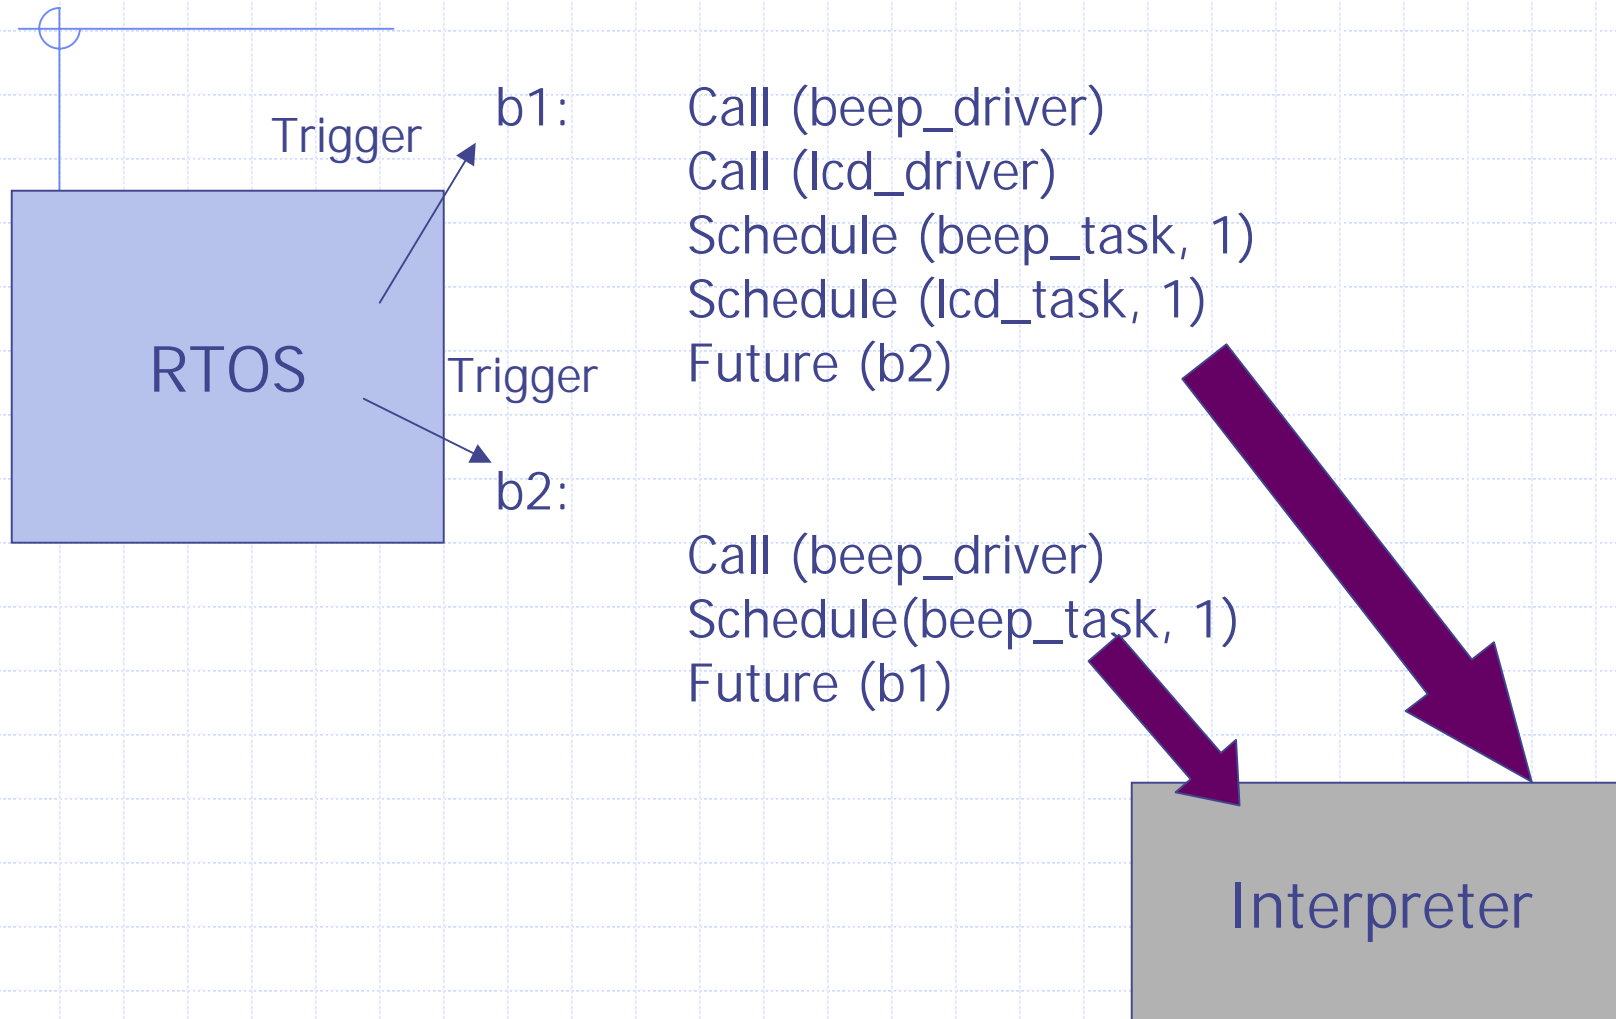 Trigger
b1: Call (beep_driver)
Call (lcd_driver)
Schedule (beep_task, 1)
Schedule (lcd_task, 1)
Future (b2)
RTOS
Trigger
b2:
Call (beep_driver)
Schedule(beep_task, 1)
Future (b1)
Interpreter